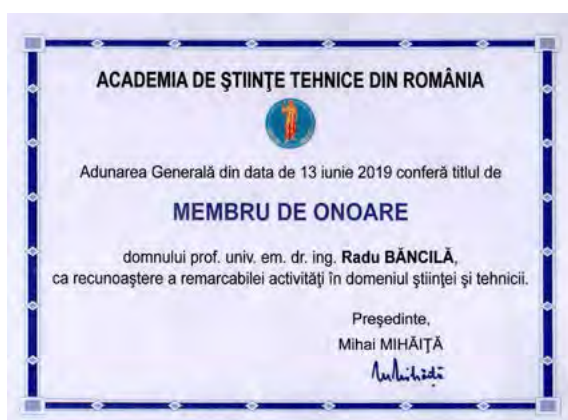 ACADEMIA DE ŞTIINŢE TEHNICE DIN ROMÂNIA
Adunarea Generală din data de 13 iunie 2019 conferă titlul de
MEMBRU DE ONOARE
domnului prof. univ. em. dr. ing. Radu BĂNCILĂ,
ca recunoaştere a remarcabilei activităţi în domeniul ştiinţei şi tehnicii.
Preşedinte,
Mihai MIHĂIŢĂ